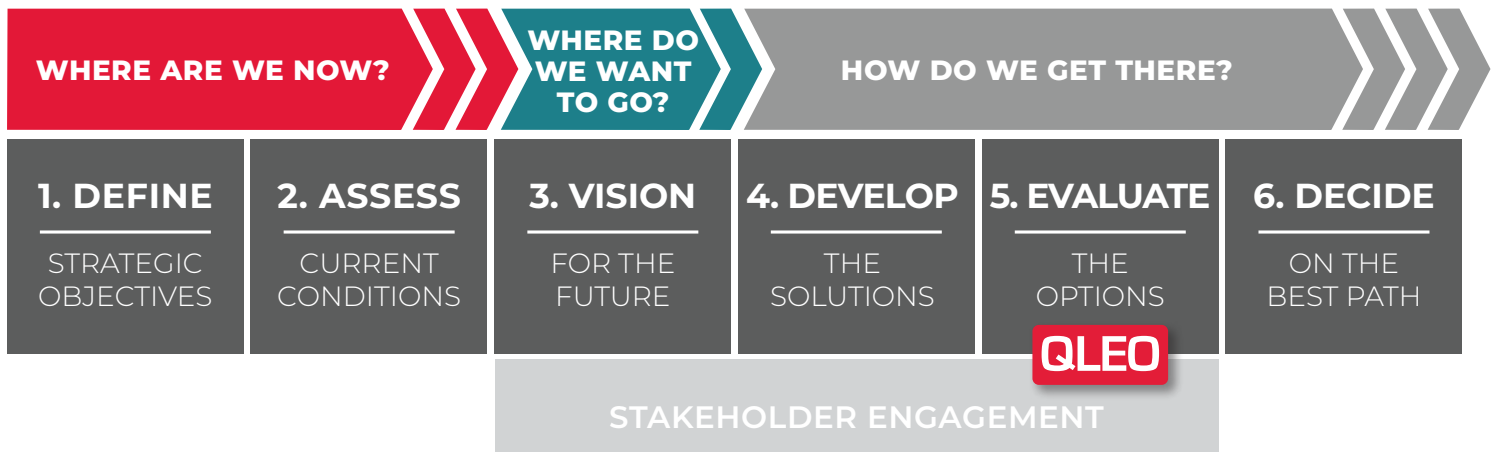 WHERE ARE WE NOW?
WHERE DO
WE WANT
TO GO?
HOW DO WE GET THERE?
1. DEFINE
STRATEGIC
OBJECTIVES
2. ASSESS
CURRENT
CONDITIONS
3. VISION
FOR THE
FUTURE
4. DEVELOP
THE
SOLUTIONS
5. EVALUATE
THE
OPTIONS
6. DECIDE
ON THE
BEST PATH
QLEO
STAKEHOLDER ENGAGEMENT